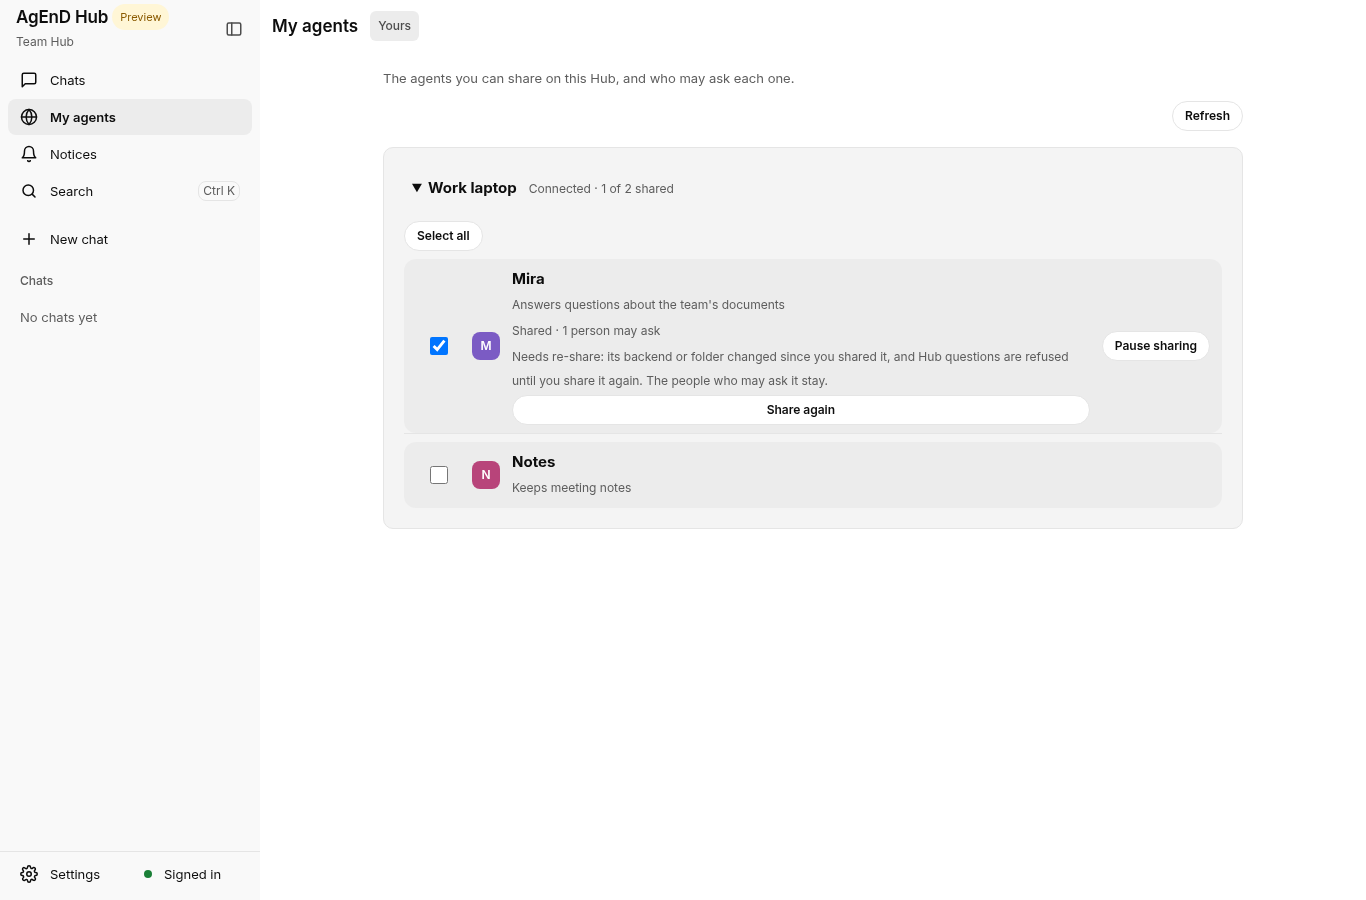 AgEnD Hub Preview
Team Hub
Chats
My agents
Notices
Search Ctrl K
New chat
Chats
No chats yet
Settings
Signed in
My agents Yours
The agents you can share on this Hub, and who may ask each one.
Refresh
▼ Work laptop Connected · 1 of 2 shared
Select all
Mira
Answers questions about the team's documents
M
Shared · 1 person may ask
Needs re-share: its backend or folder changed since you shared it, and Hub questions are refused
until you share it again. The people who may ask it stay.
Share again
Pause sharing
N
Notes
Keeps meeting notes